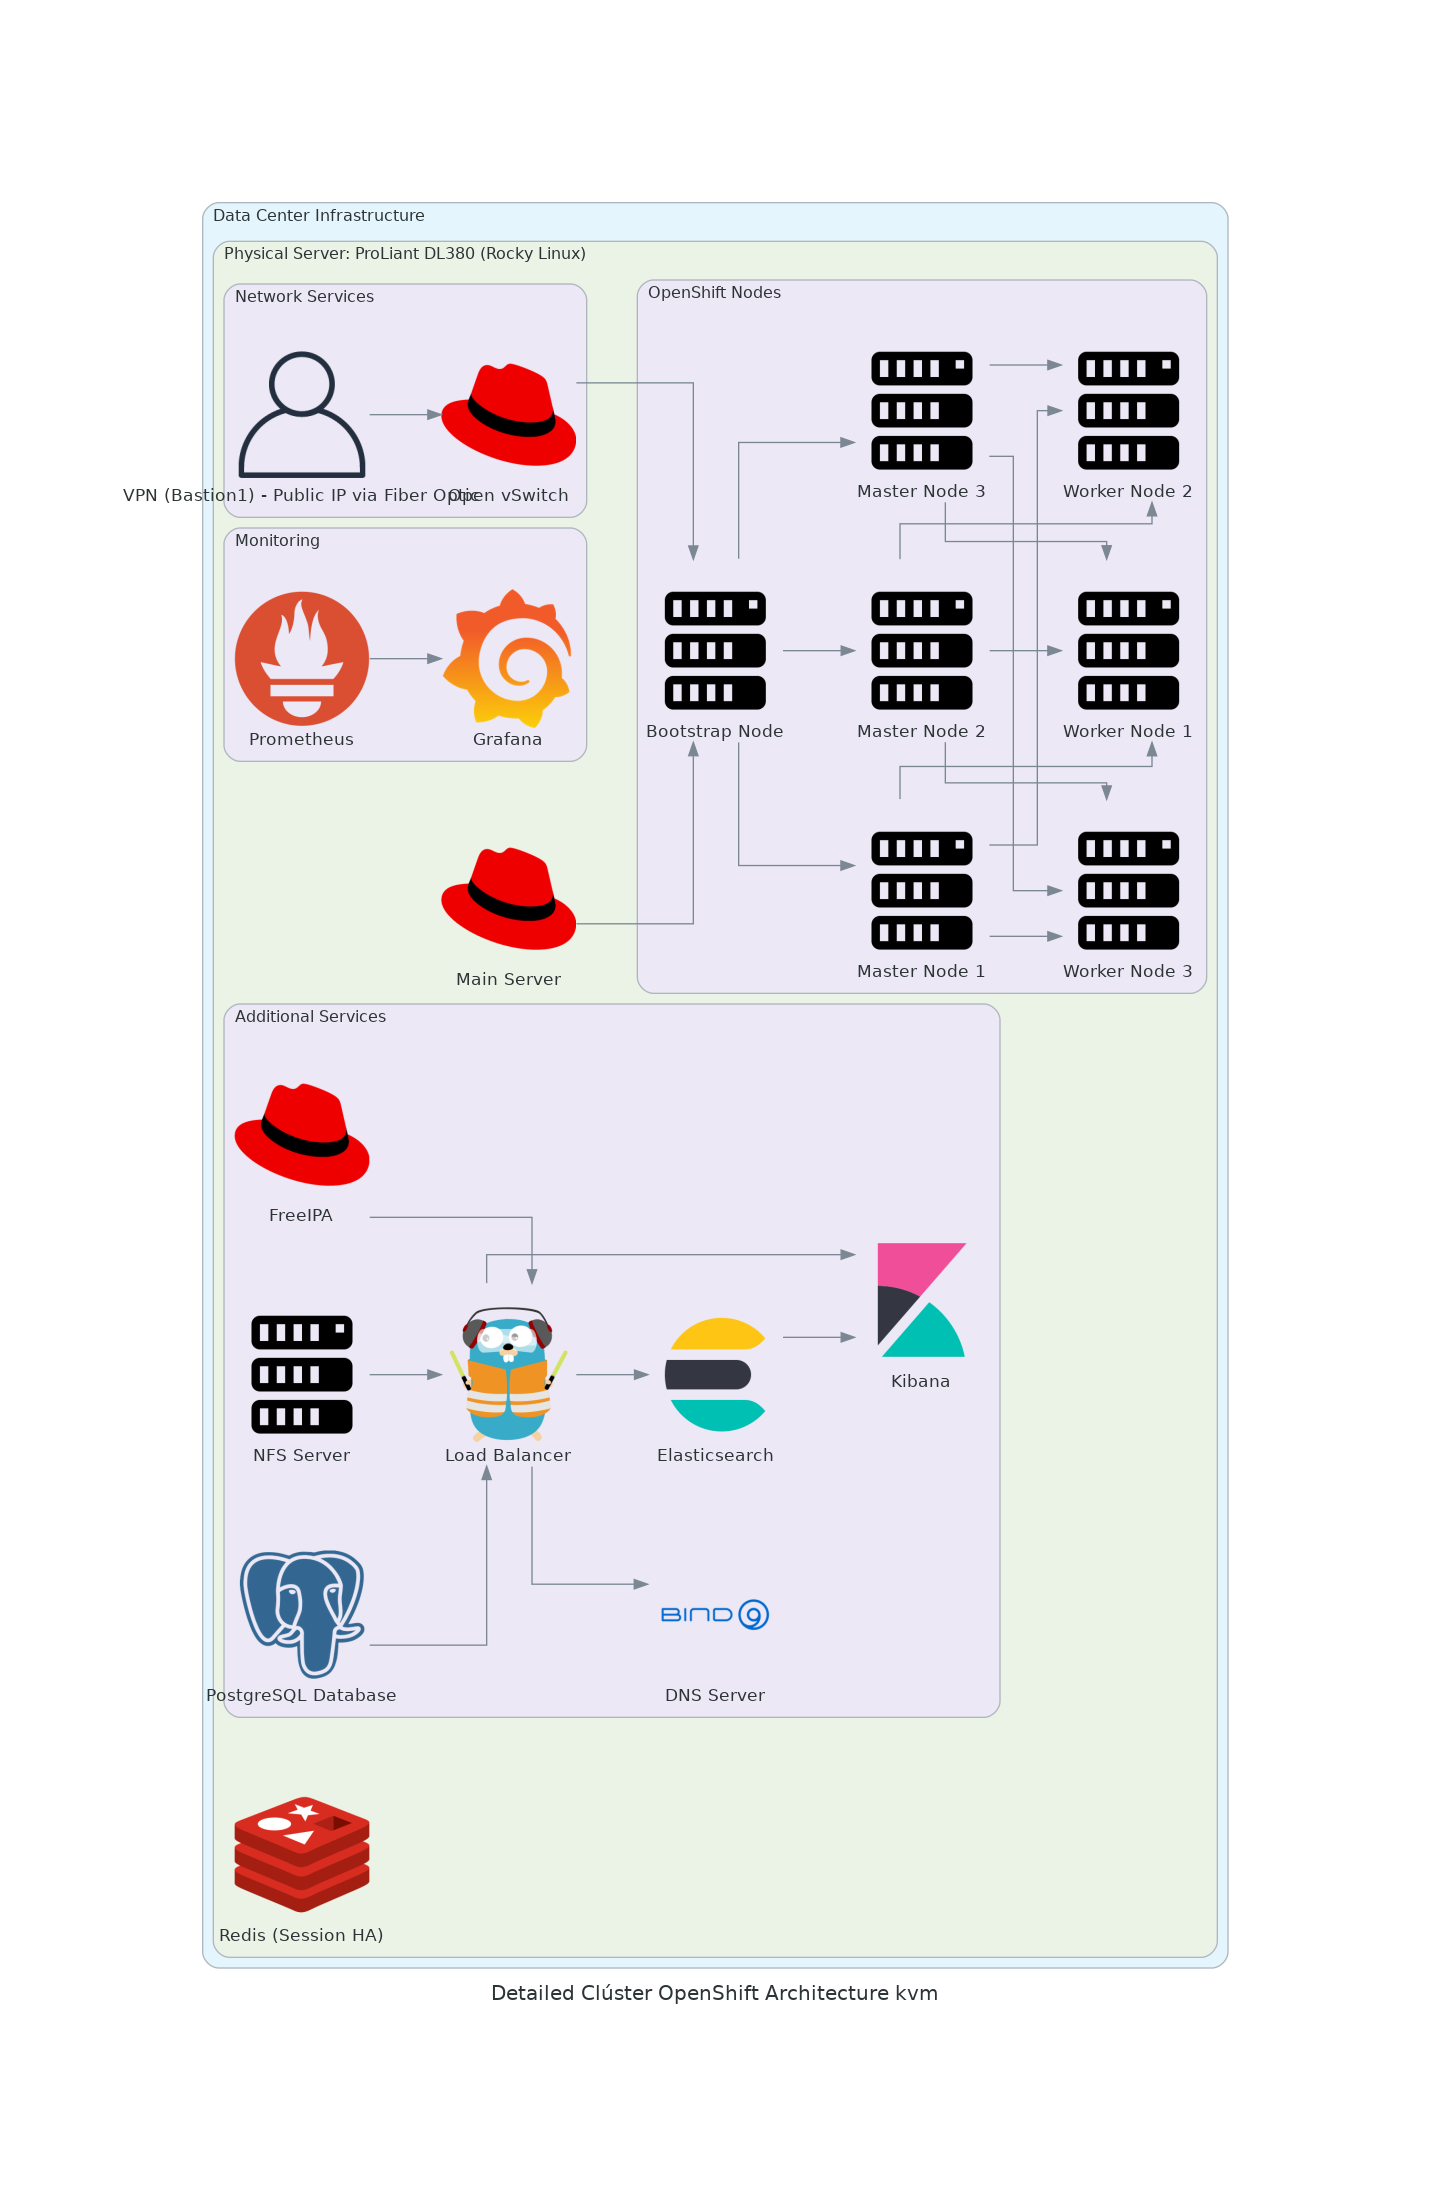 Data Center Infrastructure
Physical Server: ProLiant DL380 (Rocky Linux)
Network Services
VPN (Bastion1) - Public IP via Fiber Optic
Open vSwitch
Monitoring
Prometheus
Grafana
Main Server
OpenShift Nodes
Master Node 3
Worker Node 2
Bootstrap Node
Master Node 2
Worker Node 1
Master Node 1
Worker Node 3
Additional Services
FreeIPA
Kibana
NFS Server
Load Balancer
Elasticsearch
BIND 9
PostgreSQL Database
DNS Server
Redis (Session HA)
Detailed Clúster OpenShift Architecture kvm